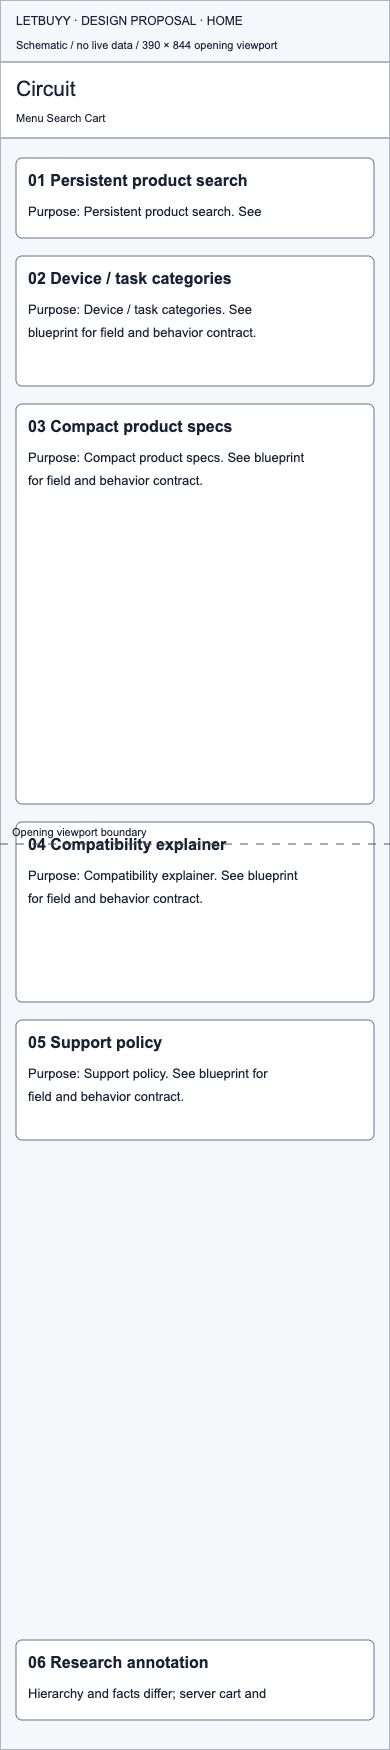 LETBUYY · DESIGN PROPOSAL · HOME
Schematic / no live data / 390 × 844 opening viewport
Circuit
Menu Search Cart
01 Persistent product search
Purpose: Persistent product search. See
02 Device / task categories
Purpose: Device / task categories. See
blueprint for field and behavior contract.
03 Compact product specs
Purpose: Compact product specs. See blueprint
for field and behavior contract.
Opening viewport boundary
04 Compatibility explainer
Purpose: Compatibility explainer. See blueprint
for field and behavior contract.
05 Support policy
Purpose: Support policy. See blueprint for
field and behavior contract.
06 Research annotation
Hierarchy and facts differ; server cart and